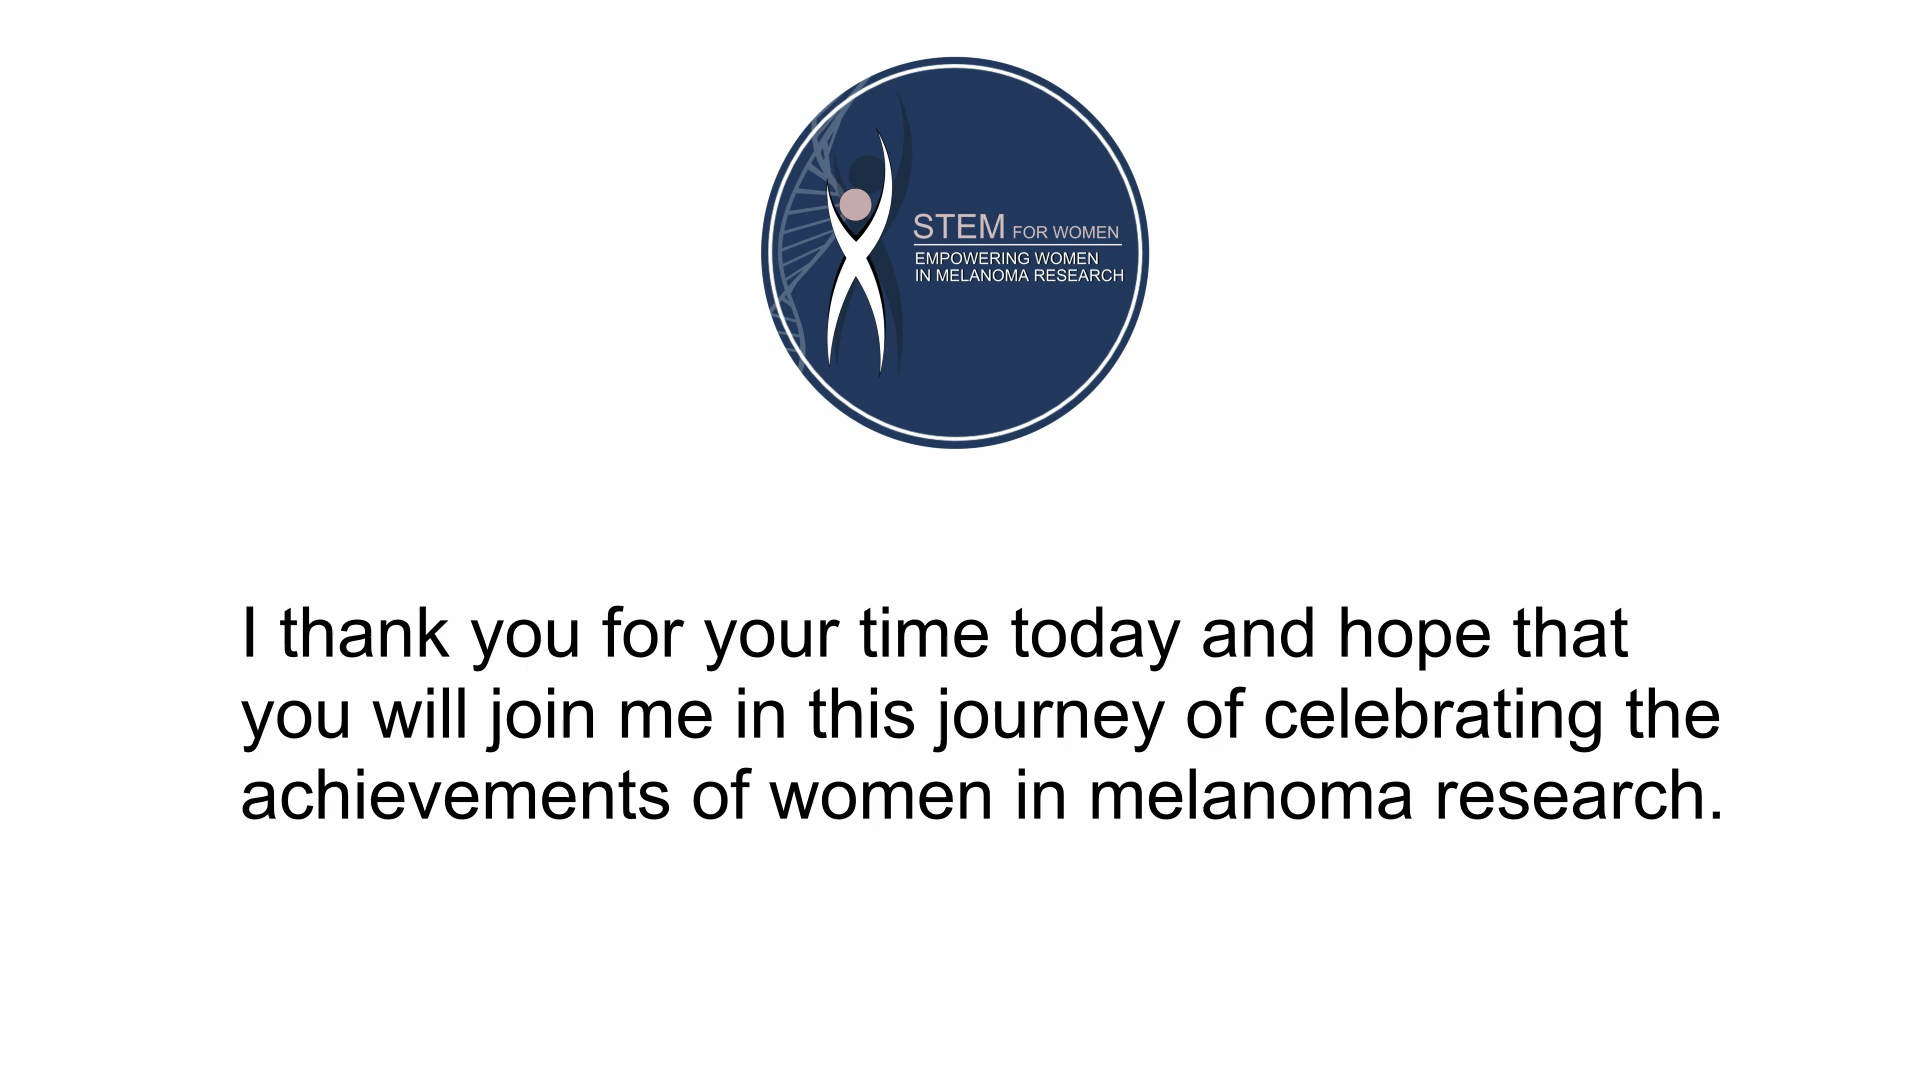 STEM FOR WOMEN
EMPOWERING WOMEN
IN MELANOMA RESEARCH
I thank you for your time today and hope that
you will join me in this journey of celebrating the
achievements of women in melanoma research.